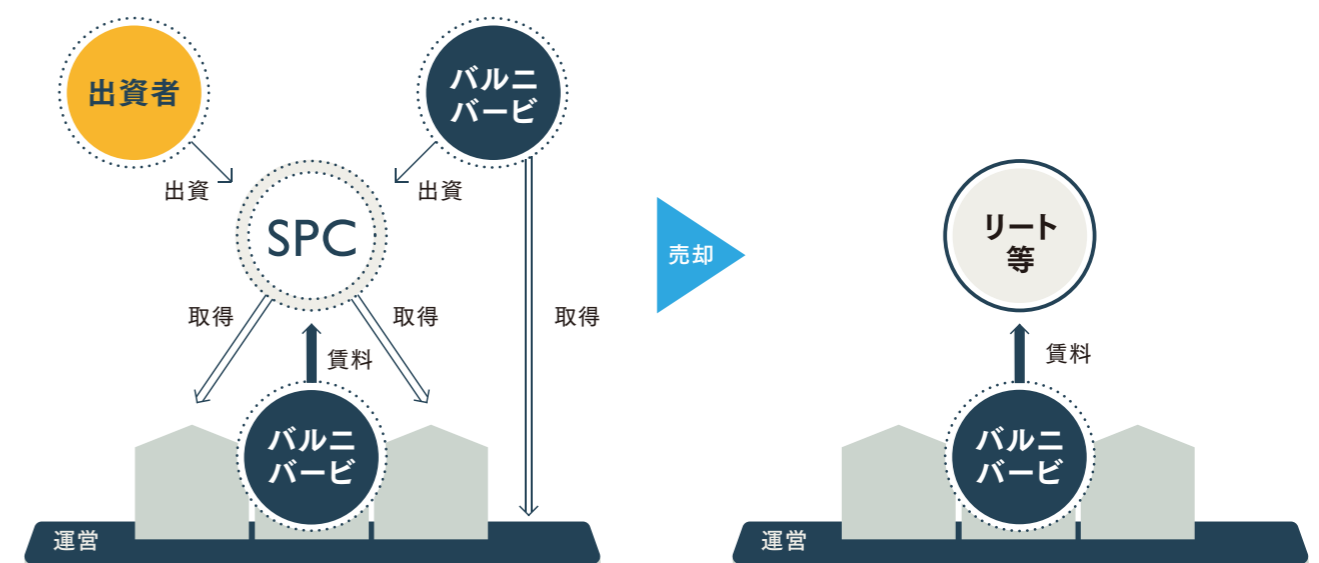 出資者
バルニ
バービ
出資
出資
SPC
取得
取得
取得
賃料
バルニ
バービ
運営
売却
リート
等
賃料
バルニ
バービ
運営